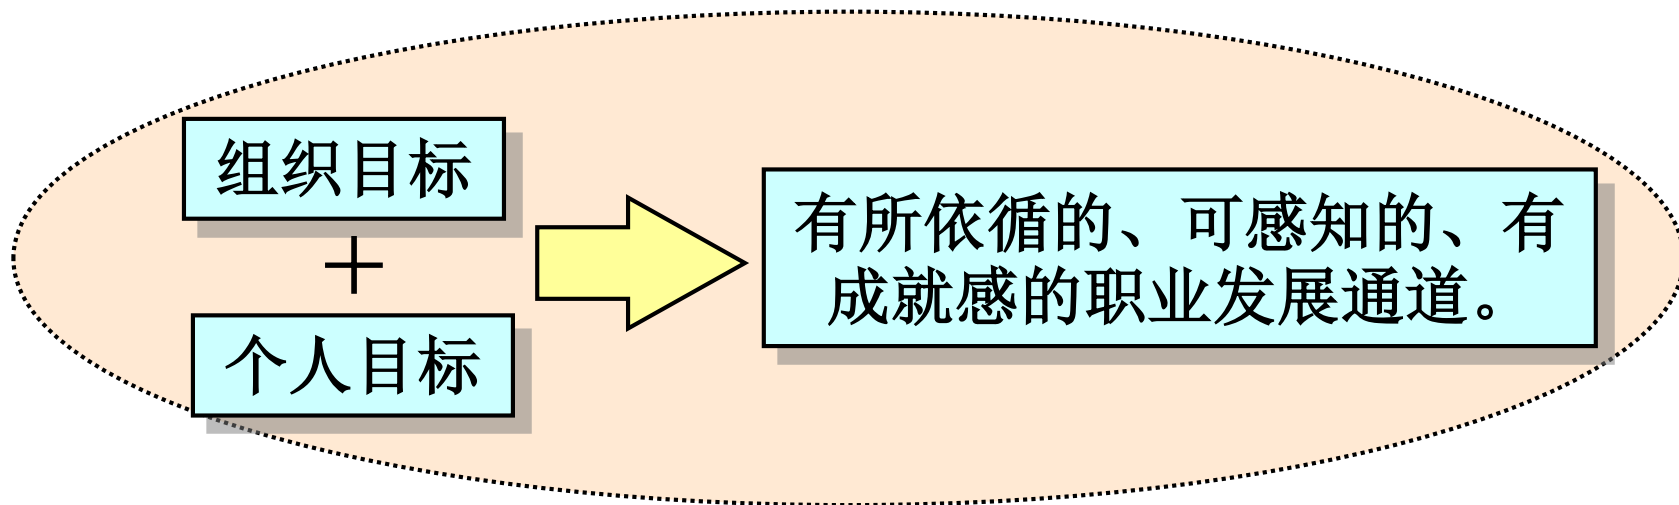 组织目标
+
个人目标
有所依循的、可感知的、有
成就感的职业发展通道。